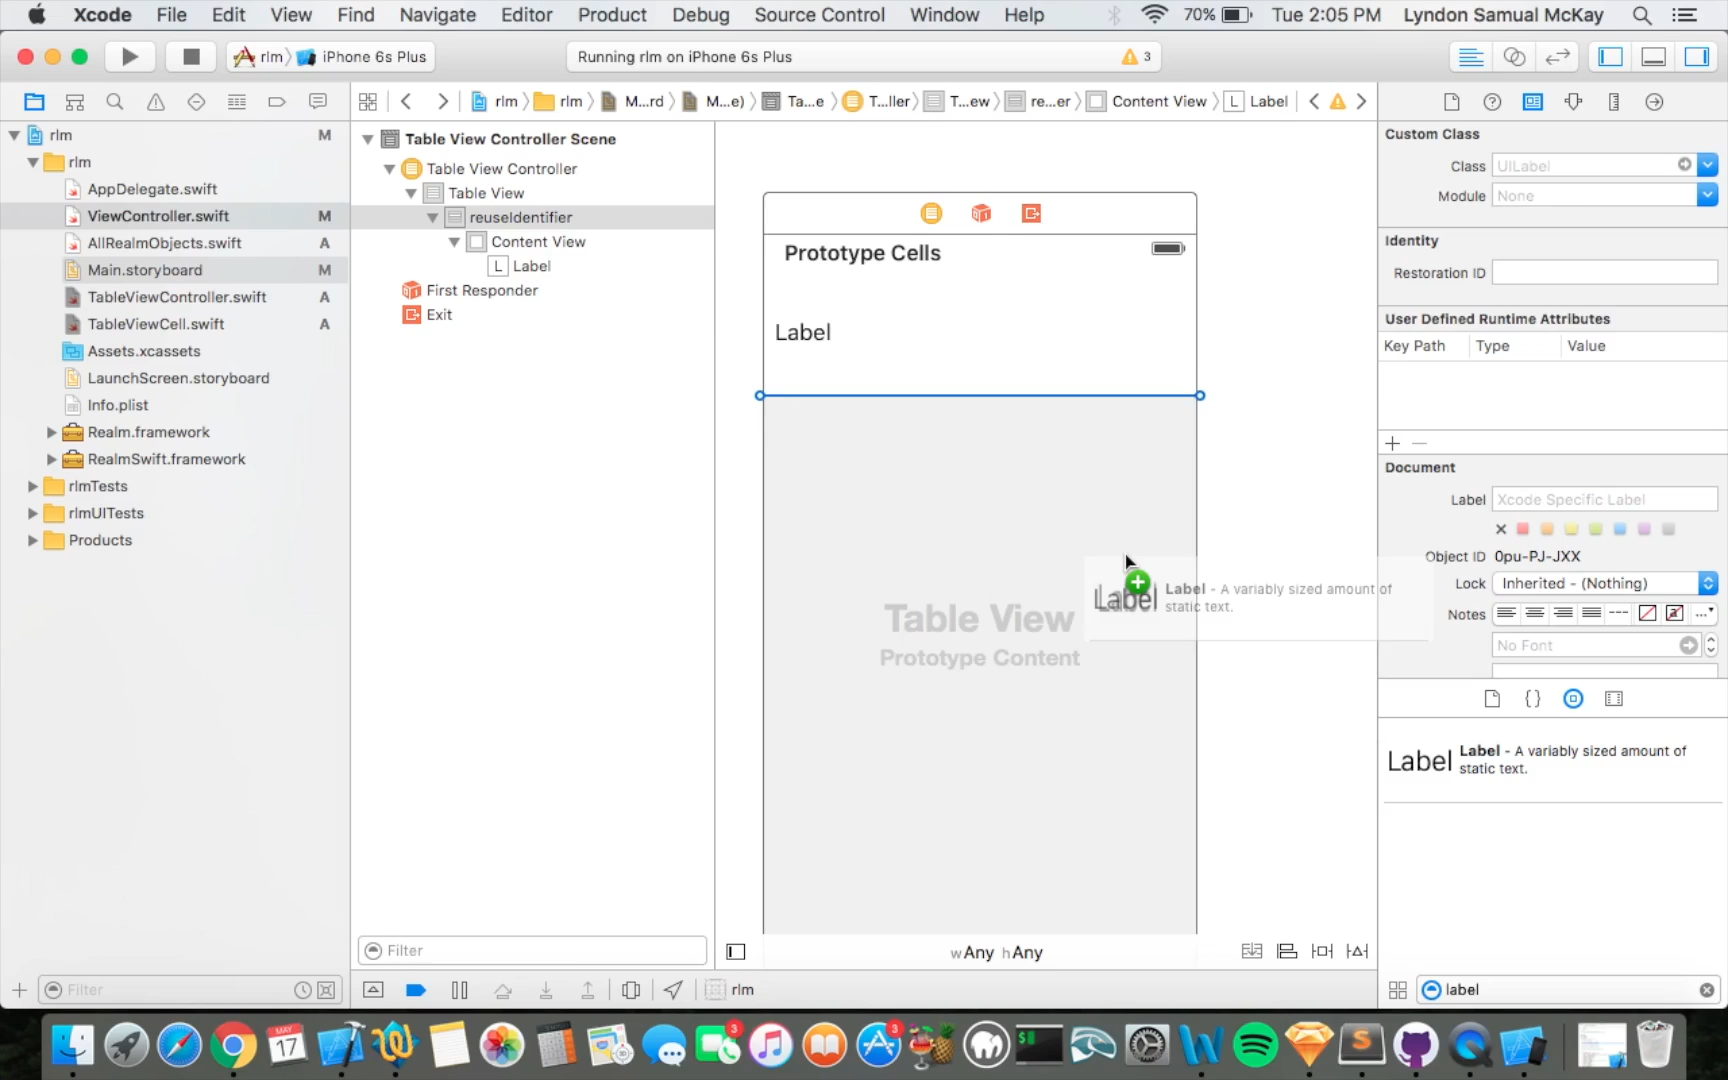 Xcode File Edit View Find Navigate Editor Product Debug Source Control Window Help 70% Tue 2:05 PM Lyndon Samual McKay
rlm iPhone 6s Plus Running rlm on iPhone 6s Plus 3
rlm rlm M...rd M...e) Ta...e T...ller T...ew re...er Content View L Label
rlm M
rlm
AppDelegate.swift
ViewController.swift M
AllRealmObjects.swift A
Main.storyboard M
TableViewController.swift A
TableViewCell.swift A
Assets.xcassets
LaunchScreen.storyboard
Info.plist
Realm.framework
RealmSwift.framework
rlmTests
rlmUITests
Products
Filter
Table View Controller Scene
Table View Controller
Table View
reuseIdentifier
Content View
L Label
First Responder
Exit
Filter
Prototype Cells
Label
Table View
Prototype Content
Label
Label - A variably sized amount of
static text.
wAny hAny
rlm
Custom Class
Class UILabel
Module None
Identity
Restoration ID
User Defined Runtime Attributes
Key Path Type Value
Document
Label Xcode Specific Label
Object ID 0pu-PJ-JXX
Lock Inherited - (Nothing)
Notes
No Font
Label Label - A variably sized amount of
static text.
label
MAY
17
3
3